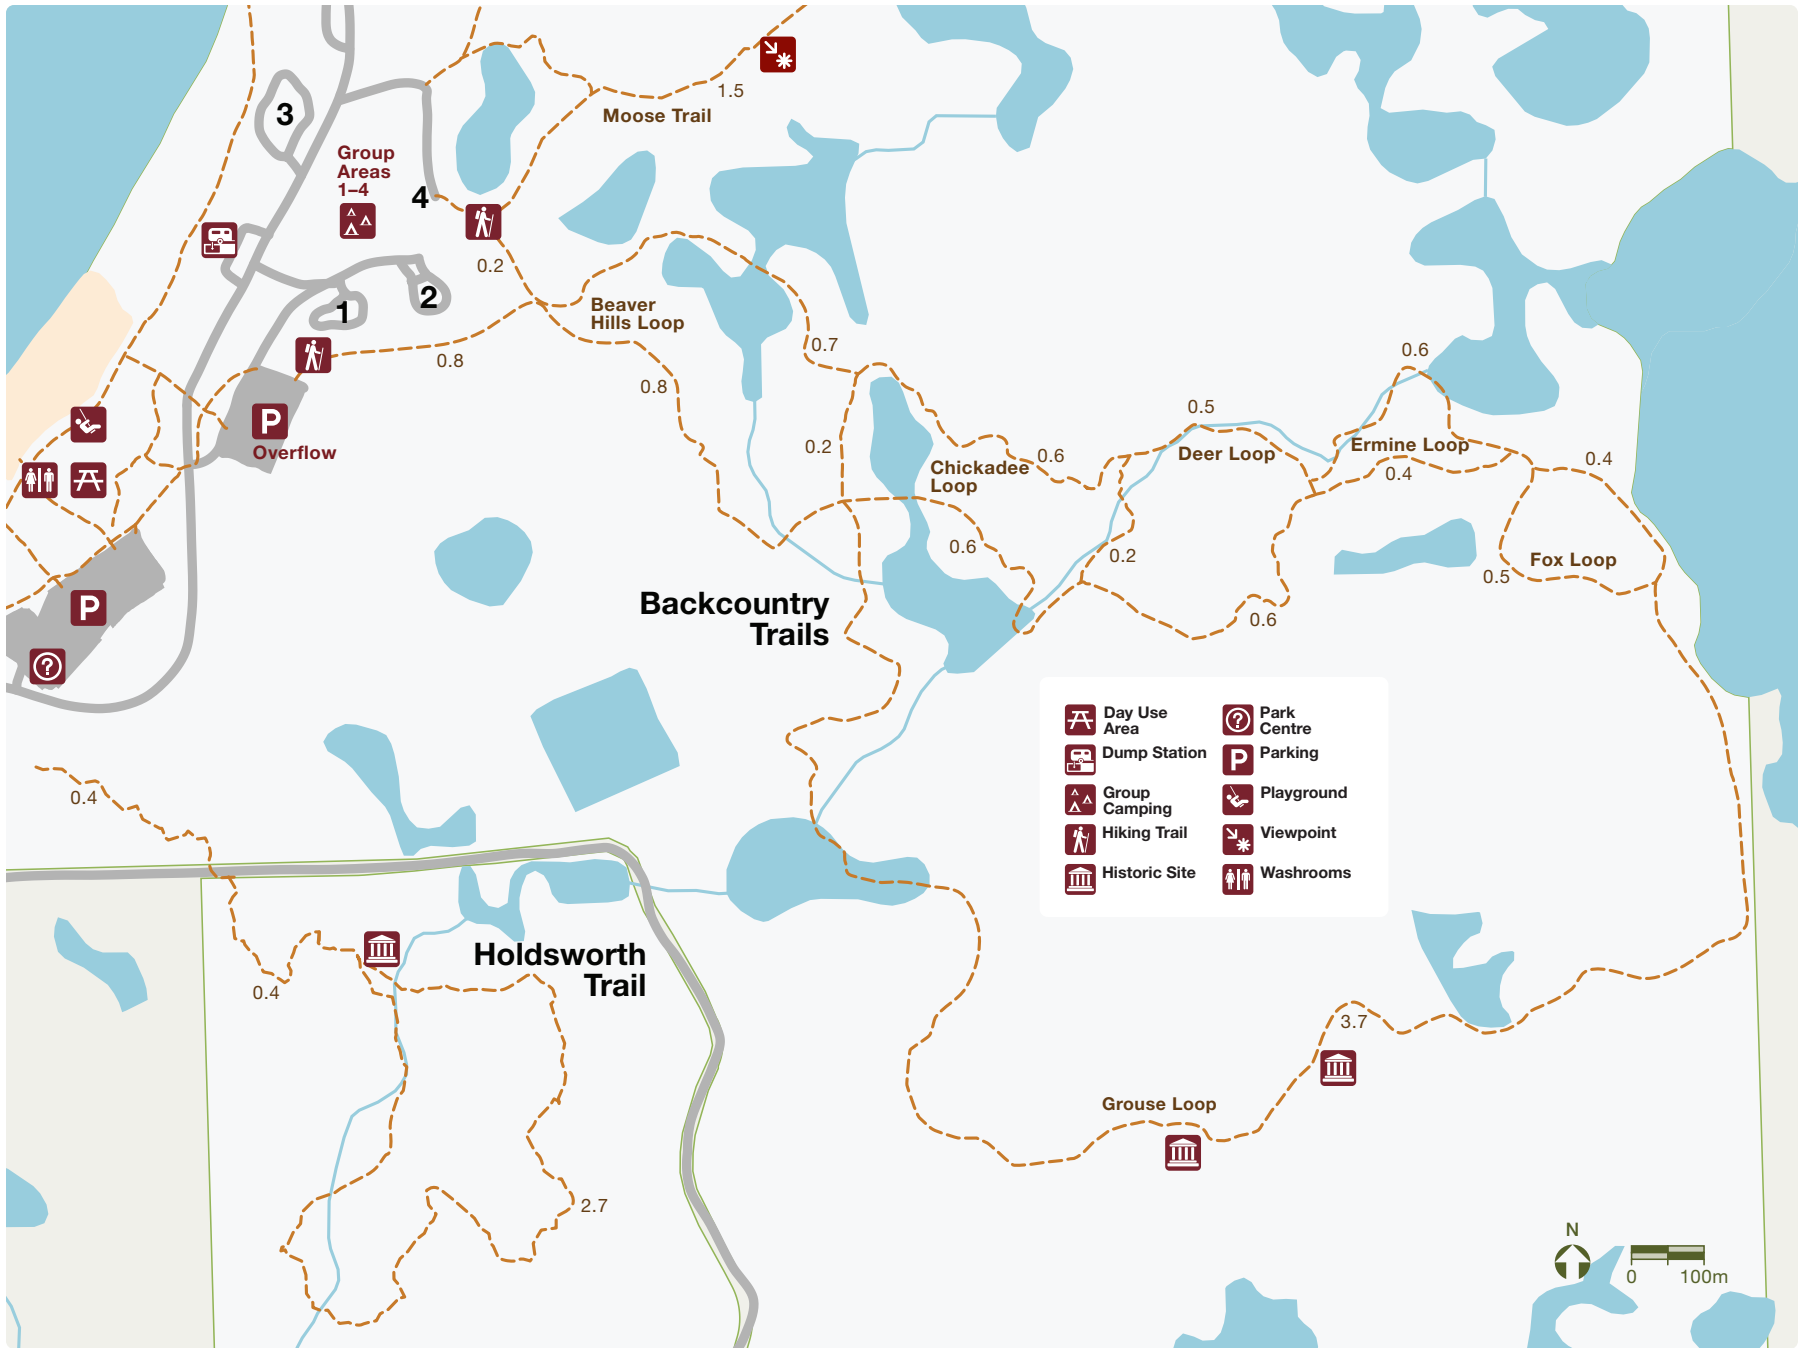 1.5
Moose Trail
3
Group
Areas
1–4
4
0.2
2
1
Beaver
Hills Loop
0.8
0.7
0.8
0.6
0.5
0.2
P
Overflow
Chickadee
Loop
0.6
Deer Loop
Ermine Loop
0.4
0.4
0.6
0.2
Fox Loop
0.5
Backcountry
Trails
P
?
0.6
Day Use
Area
? Park
Centre
Dump Station
P Parking
Group
Camping
Playground
Hiking Trail
Viewpoint
Historic Site
Washrooms
0.4
Holdsworth
Trail
0.4
3.7
Grouse Loop
2.7
N
0 100m